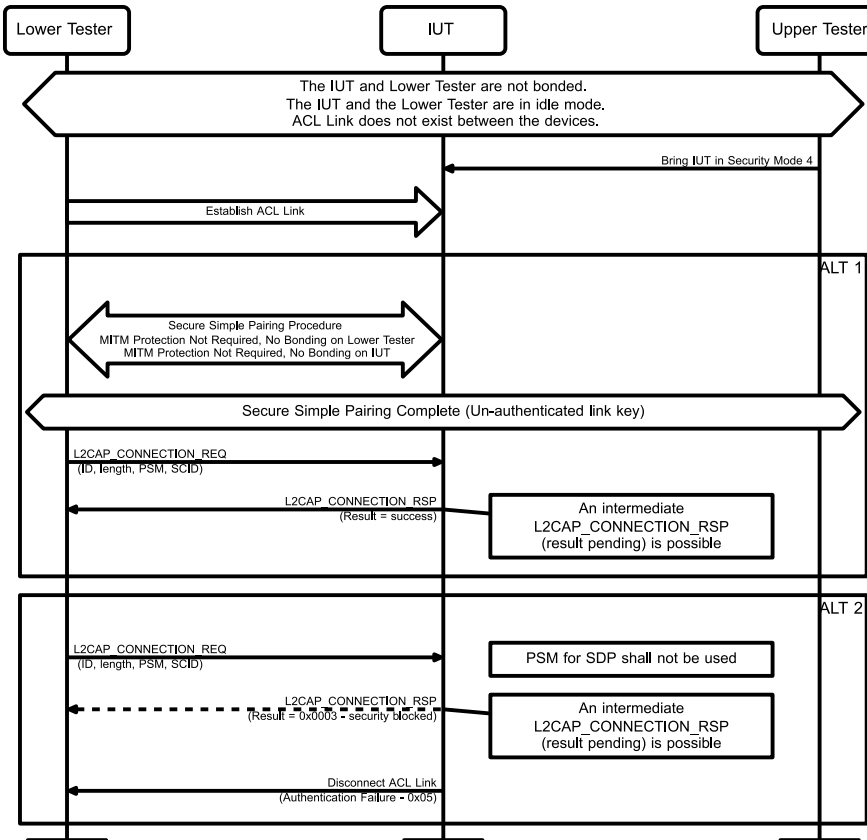 Lower Tester
IUT
Upper Tester
The IUT and Lower Tester are not bonded.
The IUT and the Lower Tester are in idle mode.
ACL Link does not exist between the devices.
Bring IUT in Security Mode 4
Establish ACL Link
ALT 1
Secure Simple Pairing Procedure
MITM Protection Not Required, No Bonding on Lower Tester
MITM Protection Not Required, No Bonding on IUT
Secure Simple Pairing Complete (Un-authenticated link key)
L2CAP_CONNECTION_REQ
(ID, length, PSM, SCID)
L2CAP_CONNECTION_RSP
(Result = success)
An intermediate
L2CAP_CONNECTION_RSP
(result pending) is possible
ALT 2
L2CAP_CONNECTION_REQ
(ID, length, PSM, SCID)
PSM for SDP shall not be used
L2CAP_CONNECTION_RSP
(Result = 0x0003 - security blocked)
An intermediate
L2CAP_CONNECTION_RSP
(result pending) is possible
Disconnect ACL Link
(Authentication Failure - 0x05)